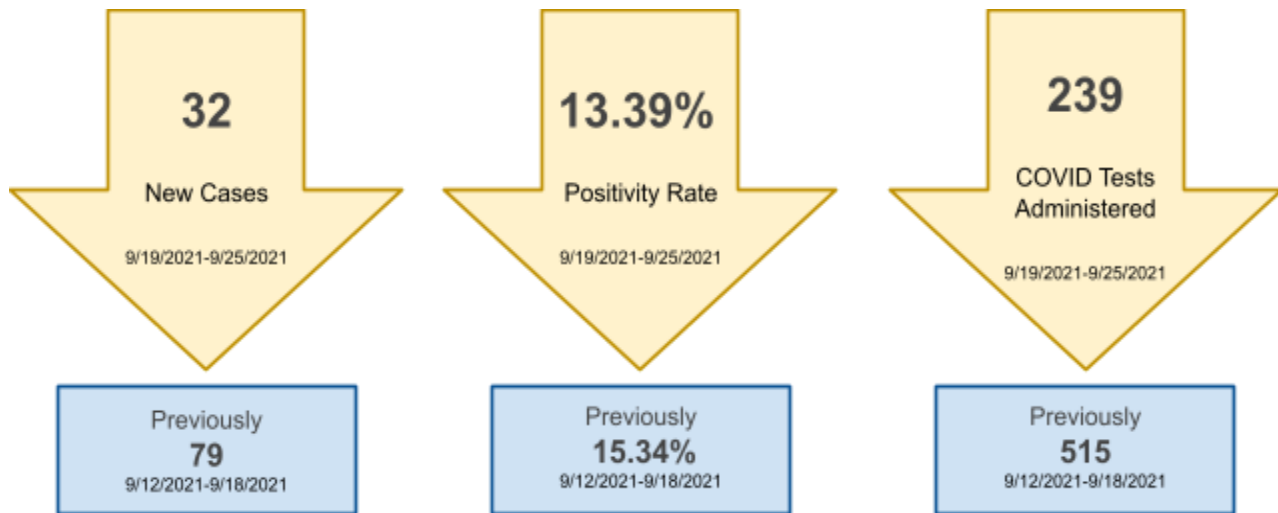 32
New Cases
9/19/2021-9/25/2021
Previously
79
9/12/2021-9/18/2021
13.39%
Positivity Rate
9/19/2021-9/25/2021
Previously
15.34%
9/12/2021-9/18/2021
239
COVID Tests
Administered
9/19/2021-9/25/2021
Previously
515
9/12/2021-9/18/2021